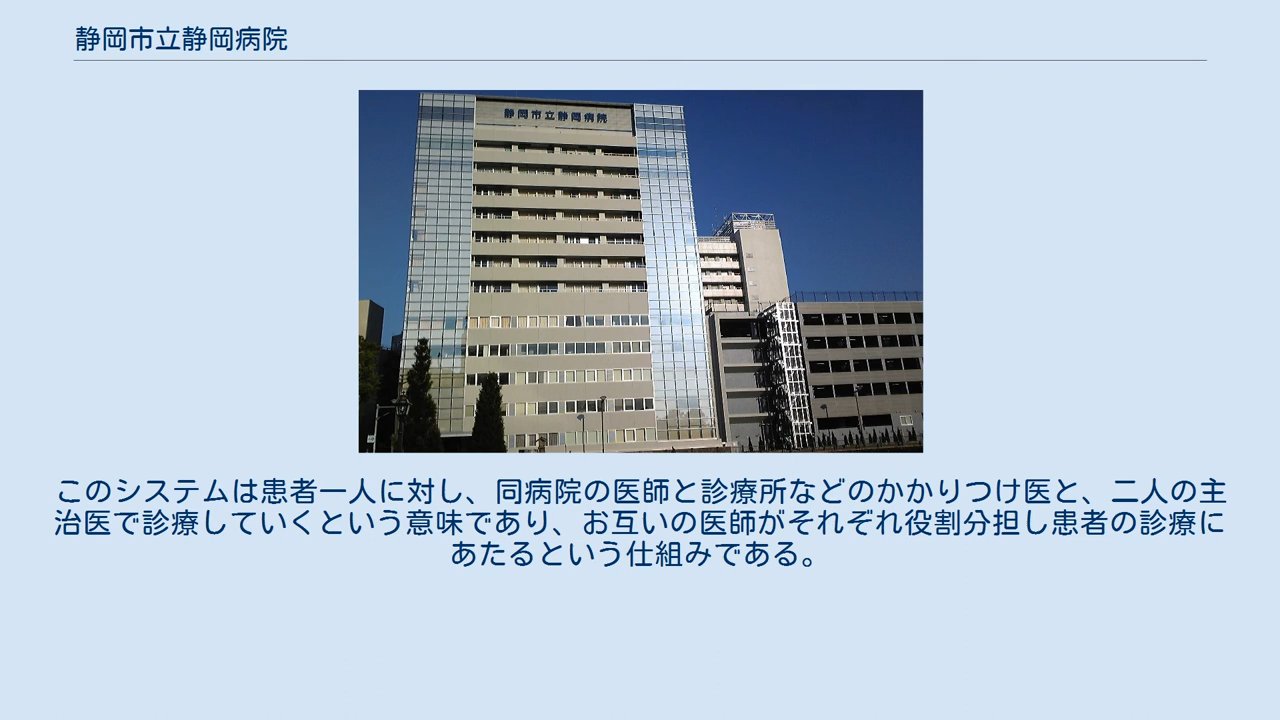 静岡市立静岡病院
静岡市立静岡病院
このシステムは患者一人に対し、同病院の医師と診療所などのかかりつけ医と、二人の主
治医で診療していくという意味であり、お互いの医師がそれぞれ役割分担し患者の診療に
あたるという仕組みである。